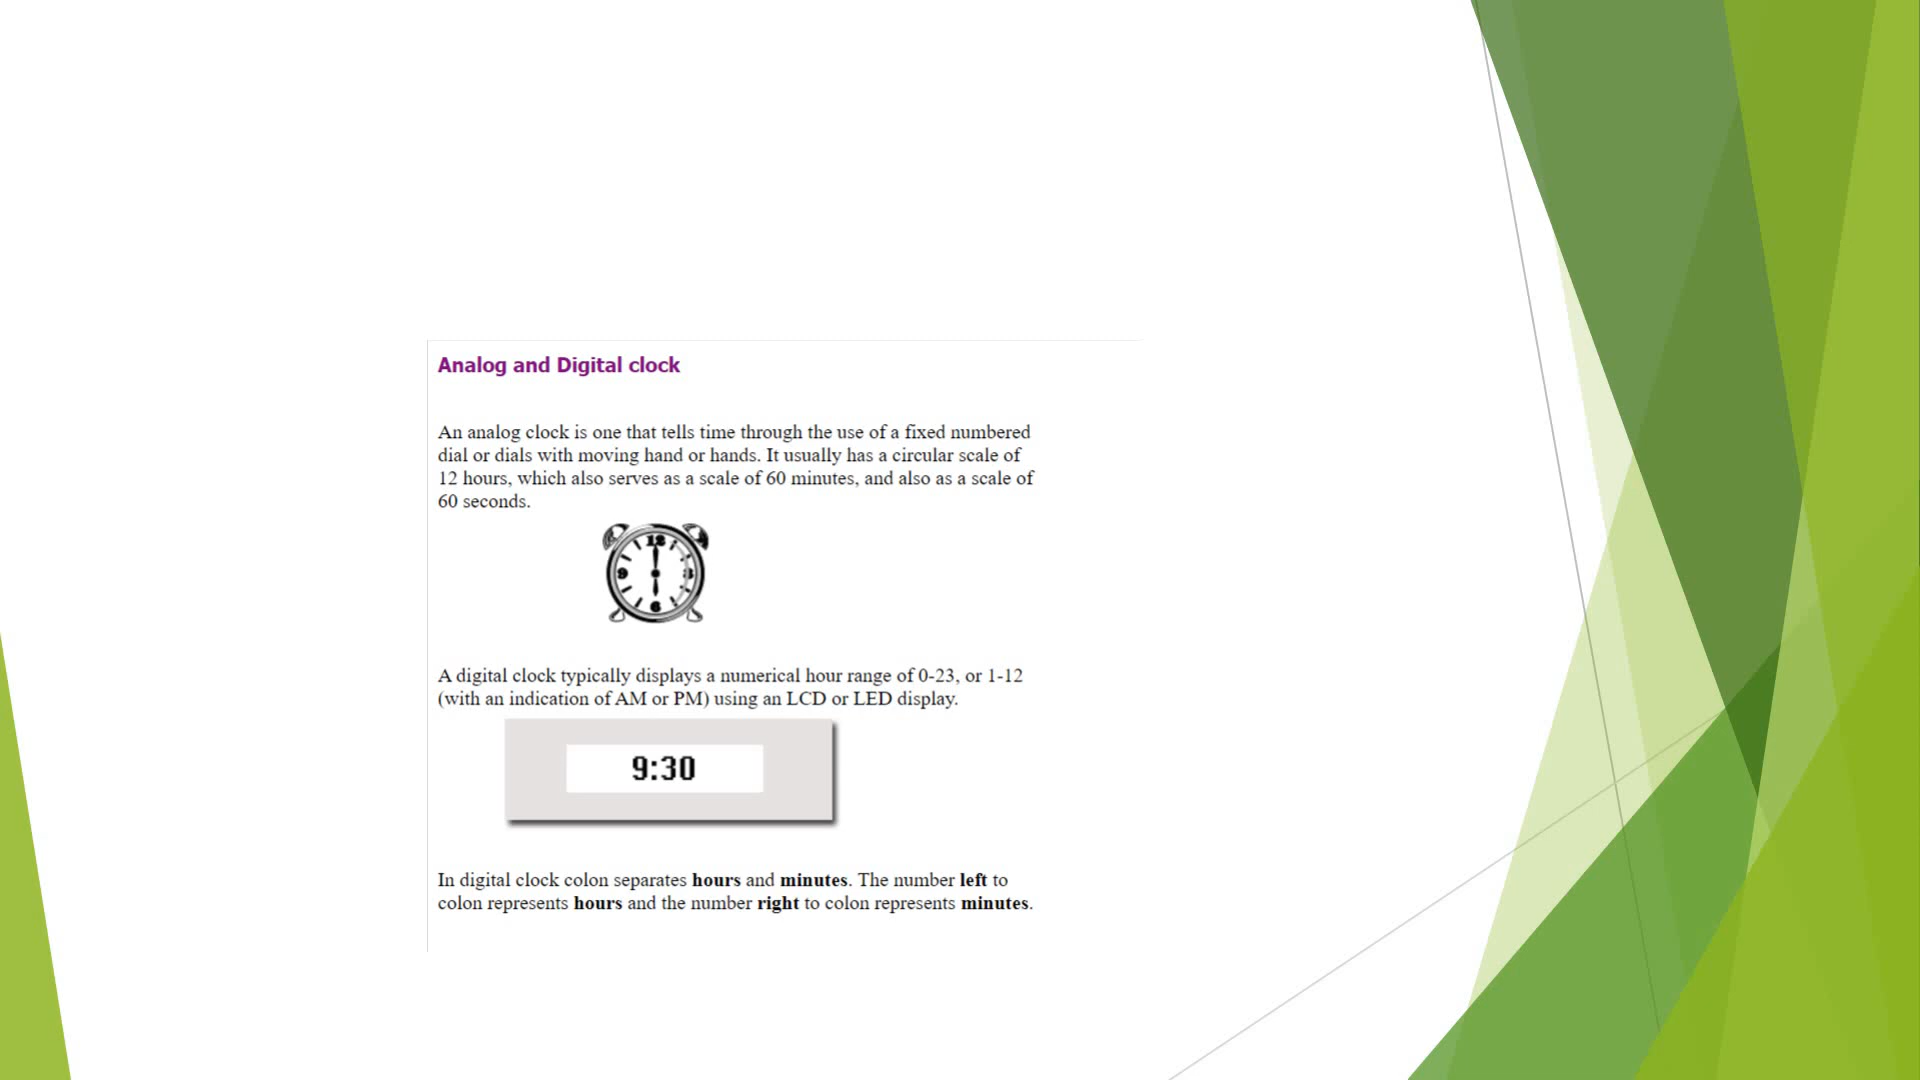 Analog and Digital clock
An analog clock is one that tells time through the use of a fixed numbered
dial or dials with moving hand or hands. It usually has a circular scale of
12 hours, which also serves as a scale of 60 minutes, and also as a scale of
60 seconds.
12
9 3
6
A digital clock typically displays a numerical hour range of 0-23, or 1-12
(with an indication of AM or PM) using an LCD or LED display.
9:30
In digital clock colon separates hours and minutes. The number left to
colon represents hours and the number right to colon represents minutes.